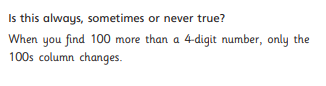 Is this always, sometimes or never true?
When you find 100 more than a 4-digit number, only the
100s column changes.